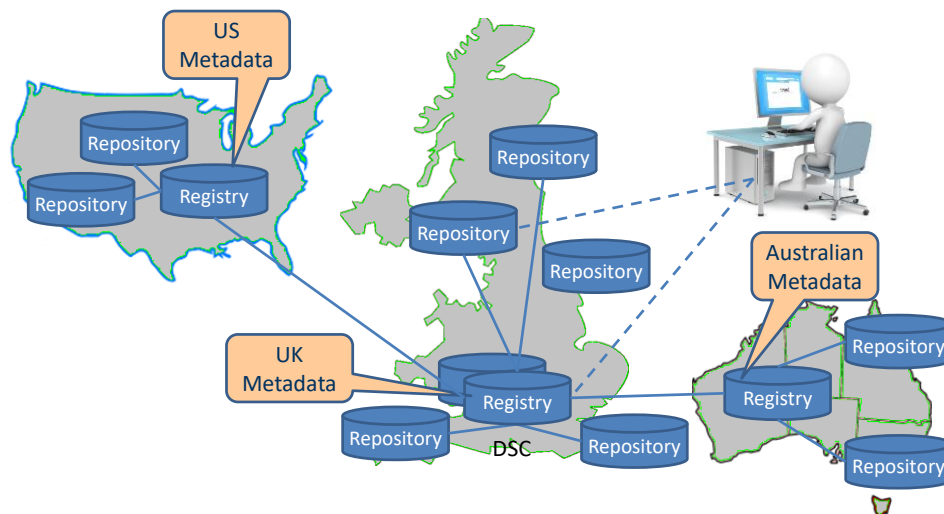 US
Metadata
Repository
Repository
Registry
Repository
Repository
Repository
Australian
Metadata
UK
Metadata
Registry
Repository
DSC
Repository
Repository
Registry
Repository